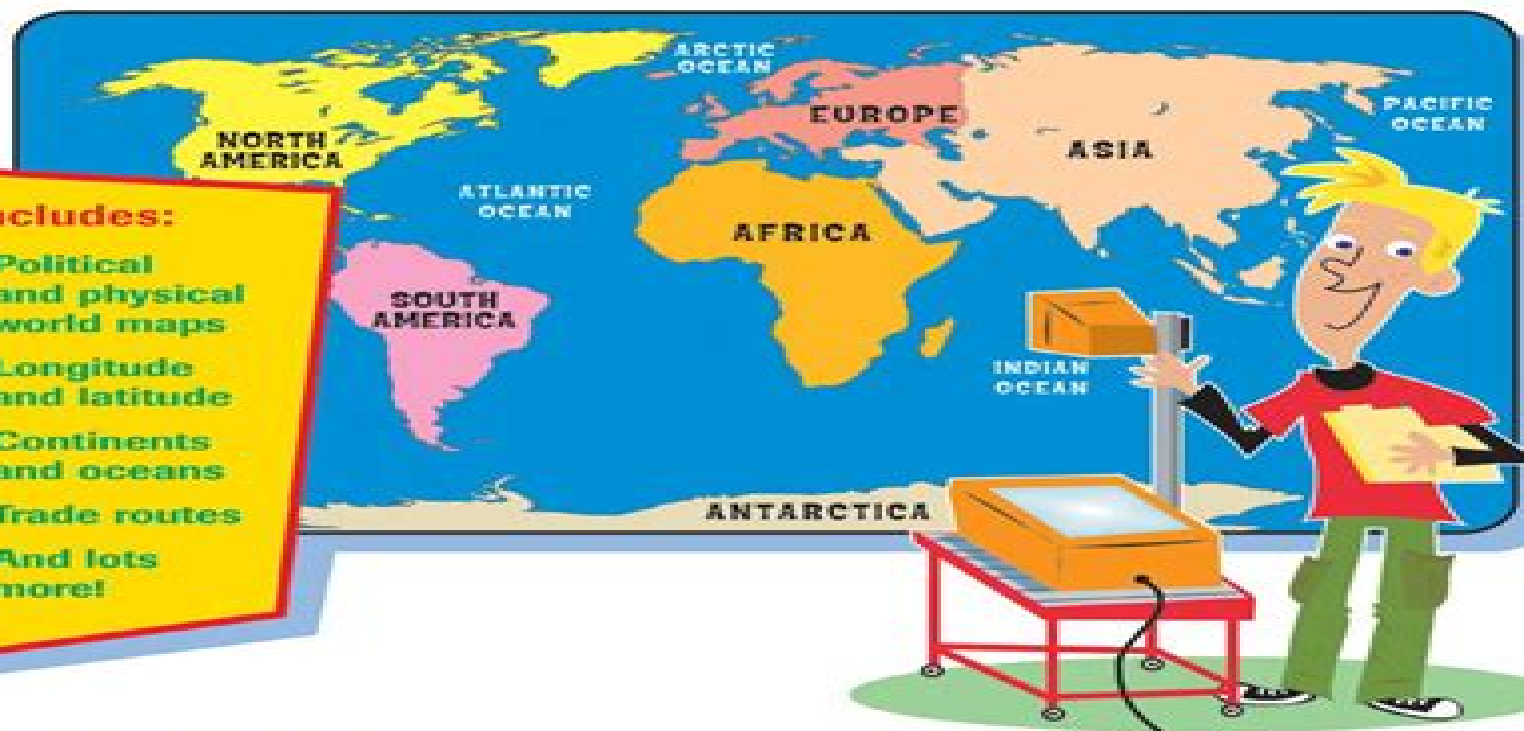 ARCTIC
OCEAN
PACIFIC
OCEAN
EUROPE
NORTH
AMERICA
ASIA
ATLANTIC
OCEAN
AFRICA
SOUTH
AMERICA
INDIAN
OCEAN
ANTARCTICA
ncludes:
Political
and physical
world maps
Longitude
and latitude
Continents
and oceans
Trade routes
And lots
more!